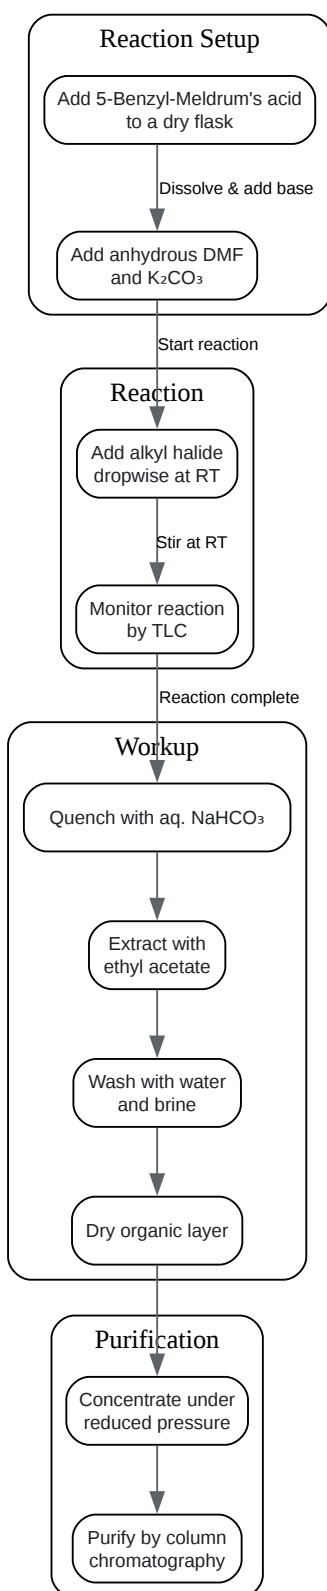 Reaction Setup
Add 5-Benzyl-Meldrum's acid
to a dry flask
Dissolve & add base
Add anhydrous DMF
and K₂CO₃
Start reaction
Reaction
Add alkyl halide
dropwise at RT
Stir at RT
Monitor reaction
by TLC
Reaction complete
Workup
Quench with aq. NaHCO₃
Extract with
ethyl acetate
Wash with water
and brine
Dry organic layer
Purification
Concentrate under
reduced pressure
Purify by column
chromatography